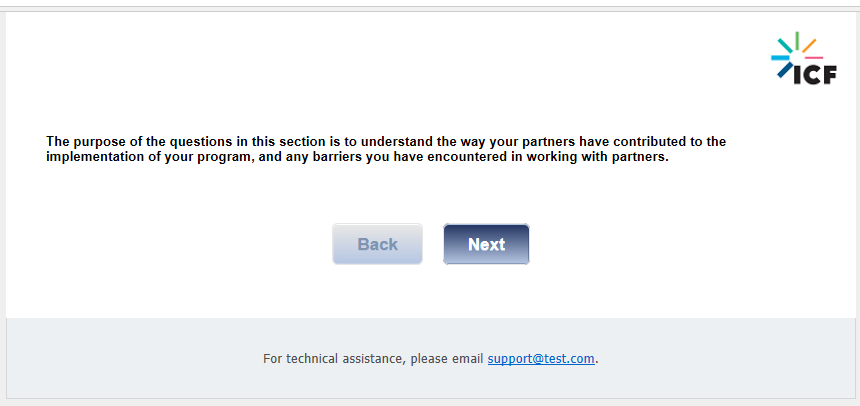 ICF
The purpose of the questions in this section is to understand the way your partners have contributed to the
implementation of your program, and any barriers you have encountered in working with partners.
Back
Next
For technical assistance, please email support@test.com.